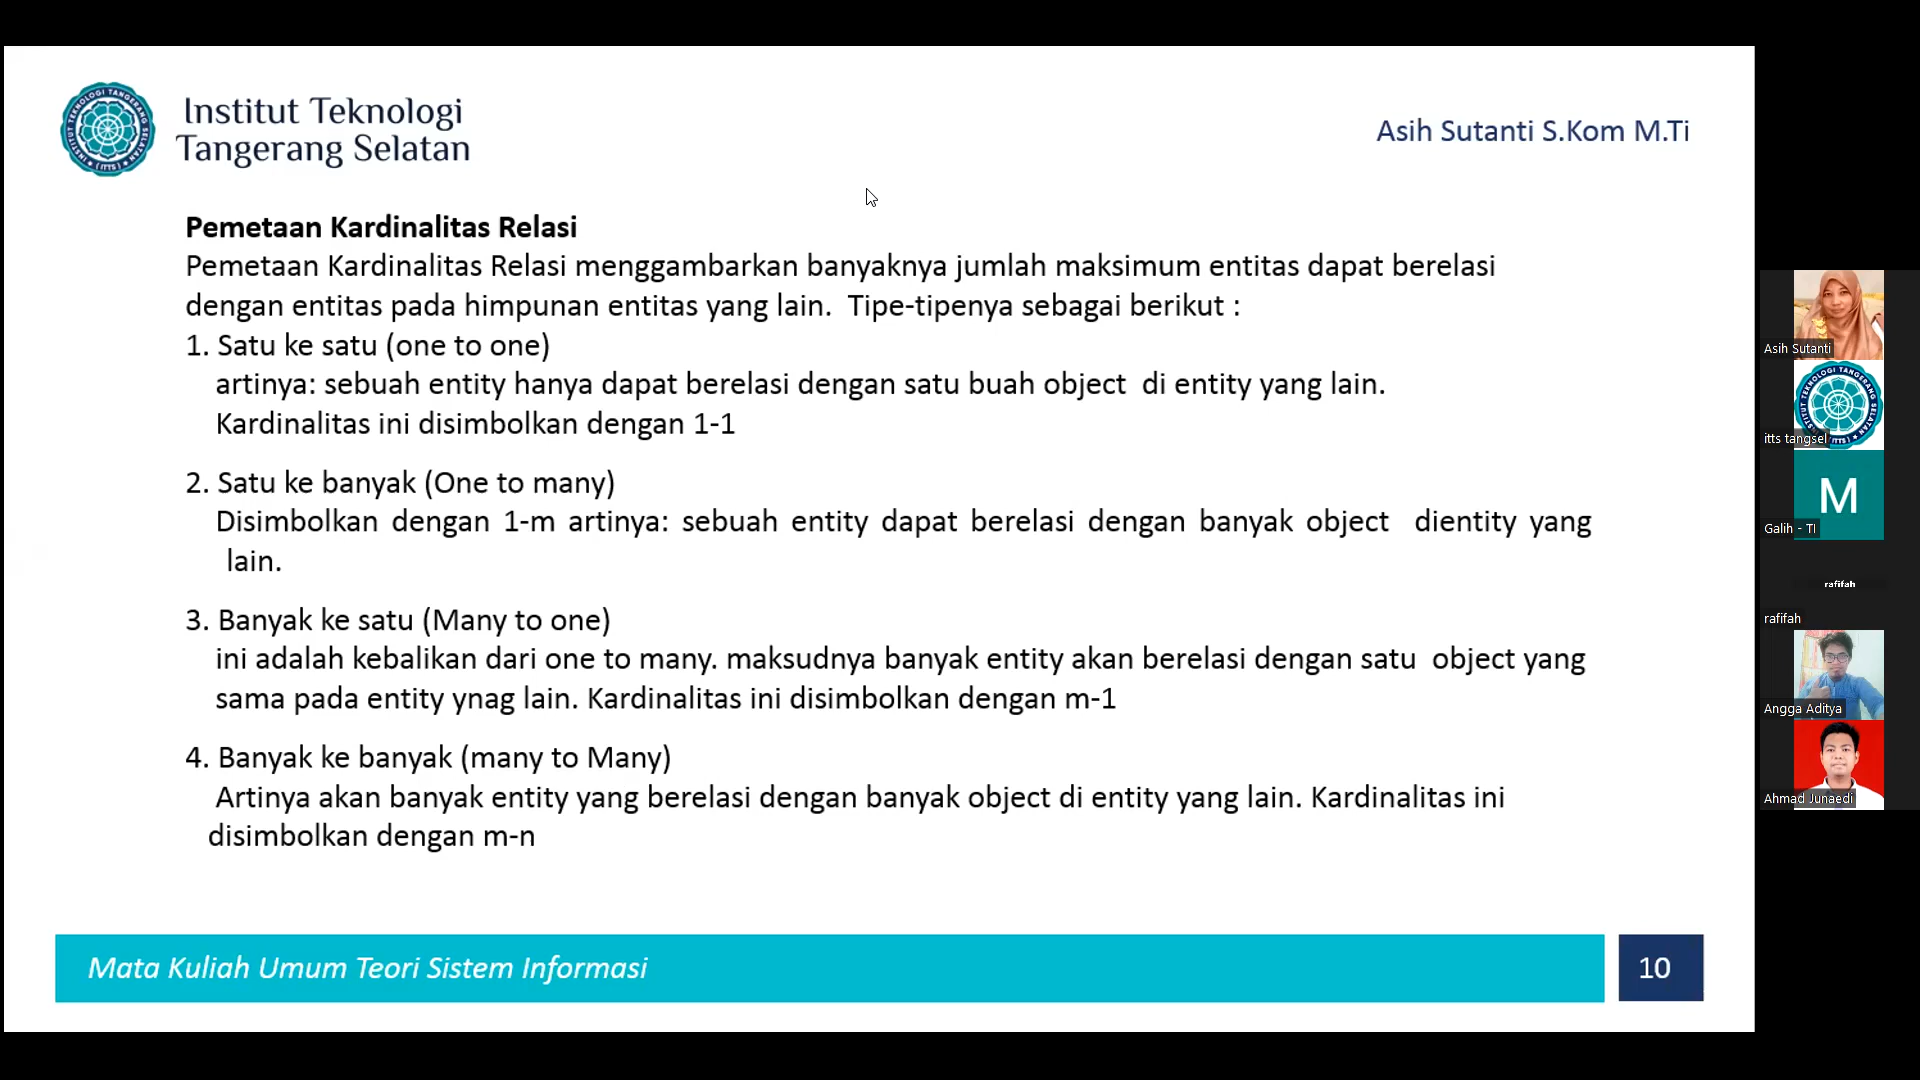 Institut Teknologi
Tangerang Selatan
Asih Sutanti S.Kom M.Ti
Pemetaan Kardinalitas Relasi
Pemetaan Kardinalitas Relasi menggambarkan banyaknya jumlah maksimum entitas dapat berelasi
dengan entitas pada himpunan entitas yang lain.  Tipe-tipenya sebagai berikut :
1. Satu ke satu (one to one)
artinya: sebuah entity hanya dapat berelasi dengan satu buah object  di entity yang lain.
Kardinalitas ini disimbolkan dengan 1-1
2. Satu ke banyak (One to many)
Disimbolkan dengan 1-m artinya: sebuah entity dapat berelasi dengan banyak object  dientity yang
lain.
3. Banyak ke satu (Many to one)
ini adalah kebalikan dari one to many. maksudnya banyak entity akan berelasi dengan satu  object yang
sama pada entity ynag lain. Kardinalitas ini disimbolkan dengan m-1
4. Banyak ke banyak (many to Many)
Artinya akan banyak entity yang berelasi dengan banyak object di entity yang lain. Kardinalitas ini
disimbolkan dengan m-n
Mata Kuliah Umum Teori Sistem Informasi
10
Asih Sutanti
INSTITUT TEKNOLOGI TANGERANG SELATAN
(ITTS)
itts tangsel
M
Galih - TI
rafifah
rafifah
Angga Aditya
Ahmad Junaedi